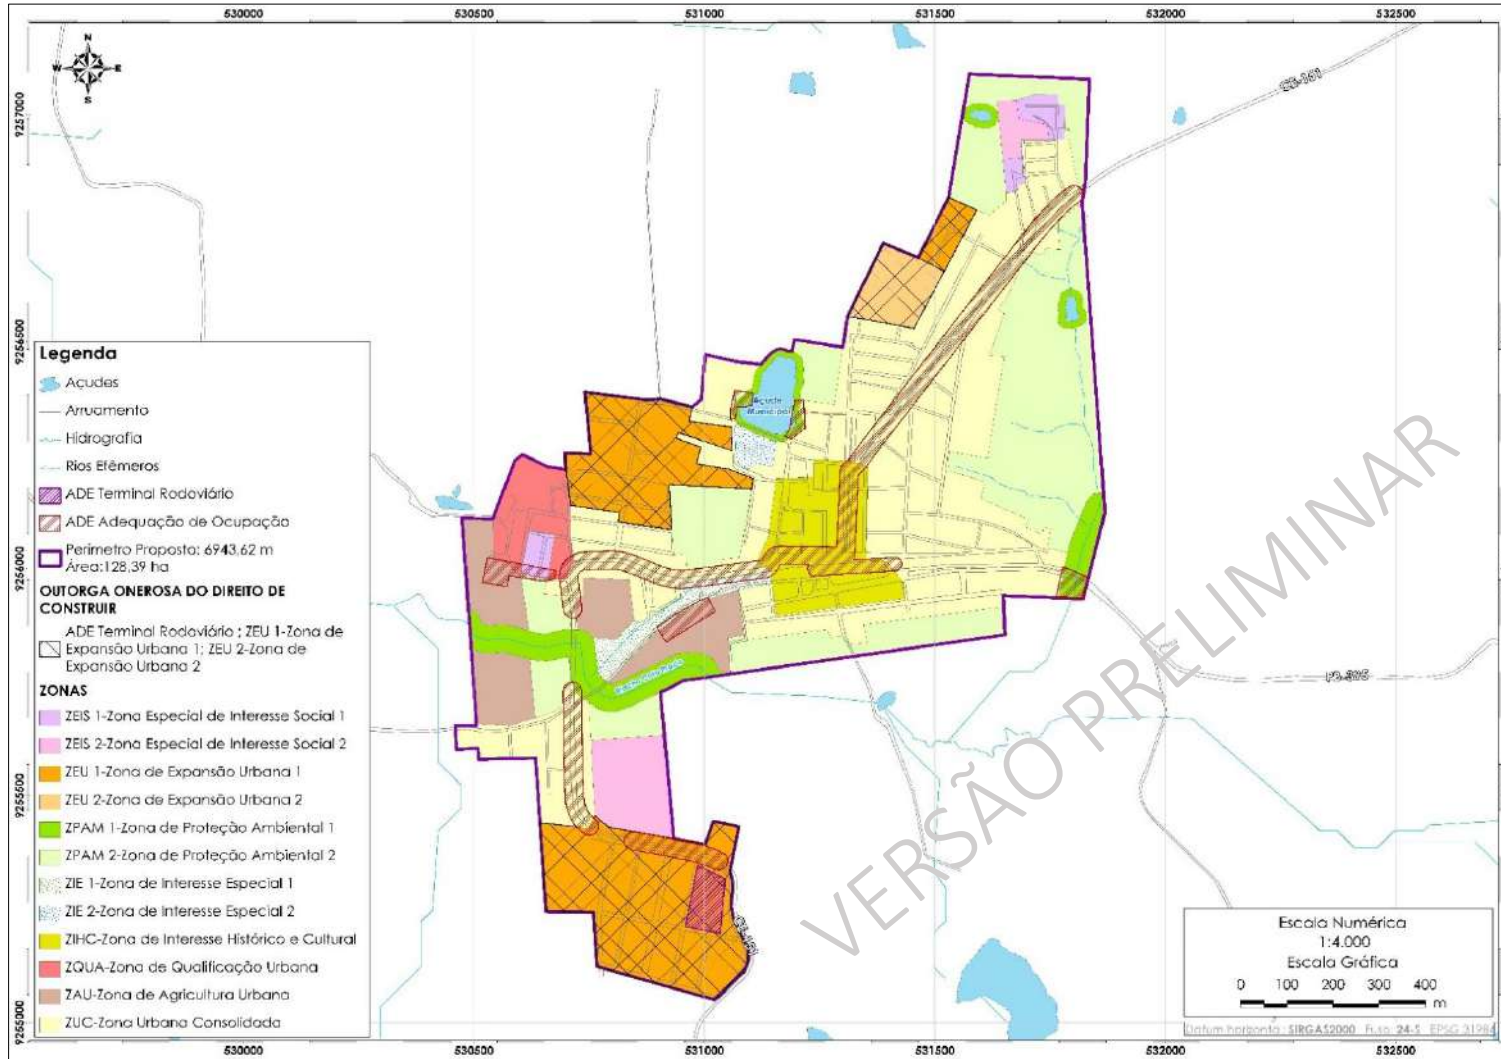 530000 530500 531000 531500 532000 532500
N
W E
S
9257000
9256500
9256000
9255500
9255000
CE-151
Açude
Municipal
Legenda
Açudes
Arruamento
Hidrografia
Rios Efêmeros
ADE Terminal Rodoviário
ADE Adequação de Ocupação
Perímetro Proposto: 6943,62 m
Área:128,39 ha
OUTORGA ONEROSA DO DIREITO DE
CONSTRUIR
ADE Terminal Rodoviário ; ZEU 1-Zona de
Expansão Urbana 1; ZEU 2-Zona de
Expansão Urbana 2
ZONAS
ZEIS 1-Zona Especial de Interesse Social 1
ZEIS 2-Zona Especial de Interesse Social 2
ZEU 1-Zona de Expansão Urbana 1
ZEU 2-Zona de Expansão Urbana 2
ZPAM 1-Zona de Proteção Ambiental 1
ZPAM 2-Zona de Proteção Ambiental 2
ZIE 1-Zona de Interesse Especial 1
ZIE 2-Zona de Interesse Especial 2
ZIHC-Zona de Interesse Histórico e Cultural
ZQUA-Zona de Qualificação Urbana
ZAU-Zona de Agricultura Urbana
ZUC-Zona Urbana Consolidada
CE-151
VERSÃO PRELIMINAR
Escala Numérica
1:4.000
Escala Gráfica
0 100 200 300 400
m
Datum horizontal: SIRGAS2000 Fuso 24-S EPSG 31984
530000 530500 531000 531500 532000 532500